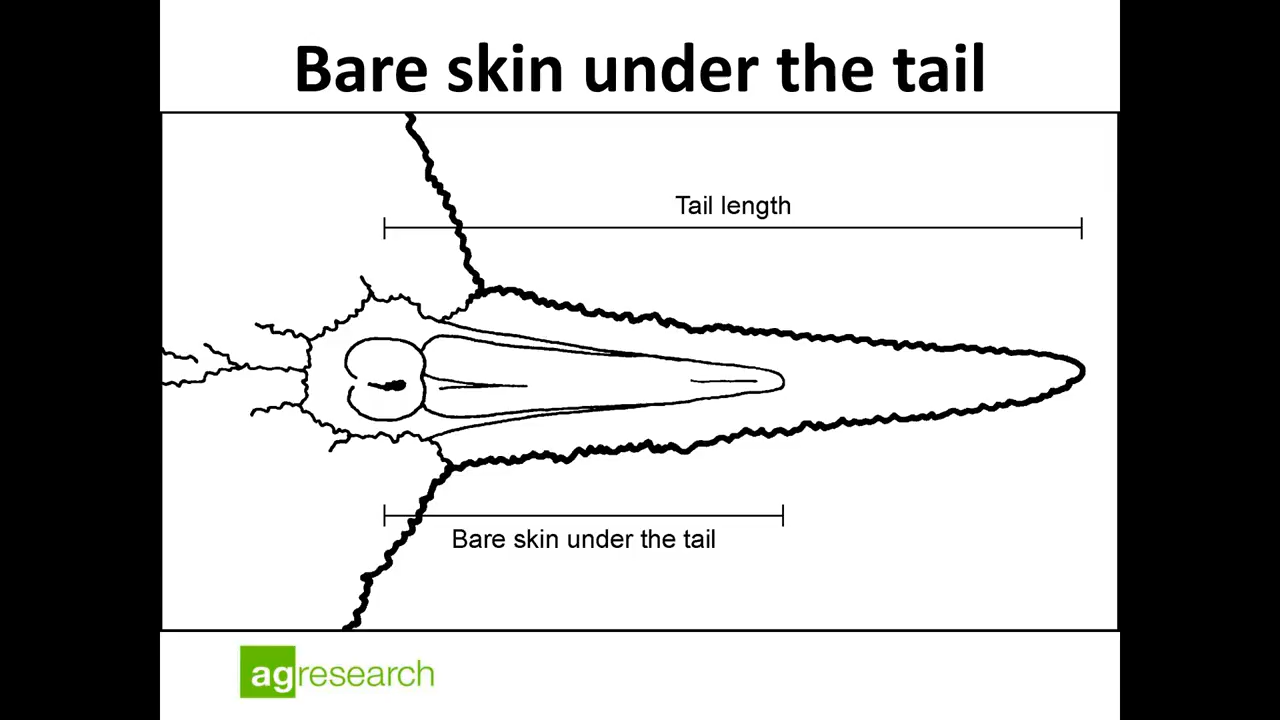 Bare skin under the tail
Tail length
Bare skin under the tail
agresearch